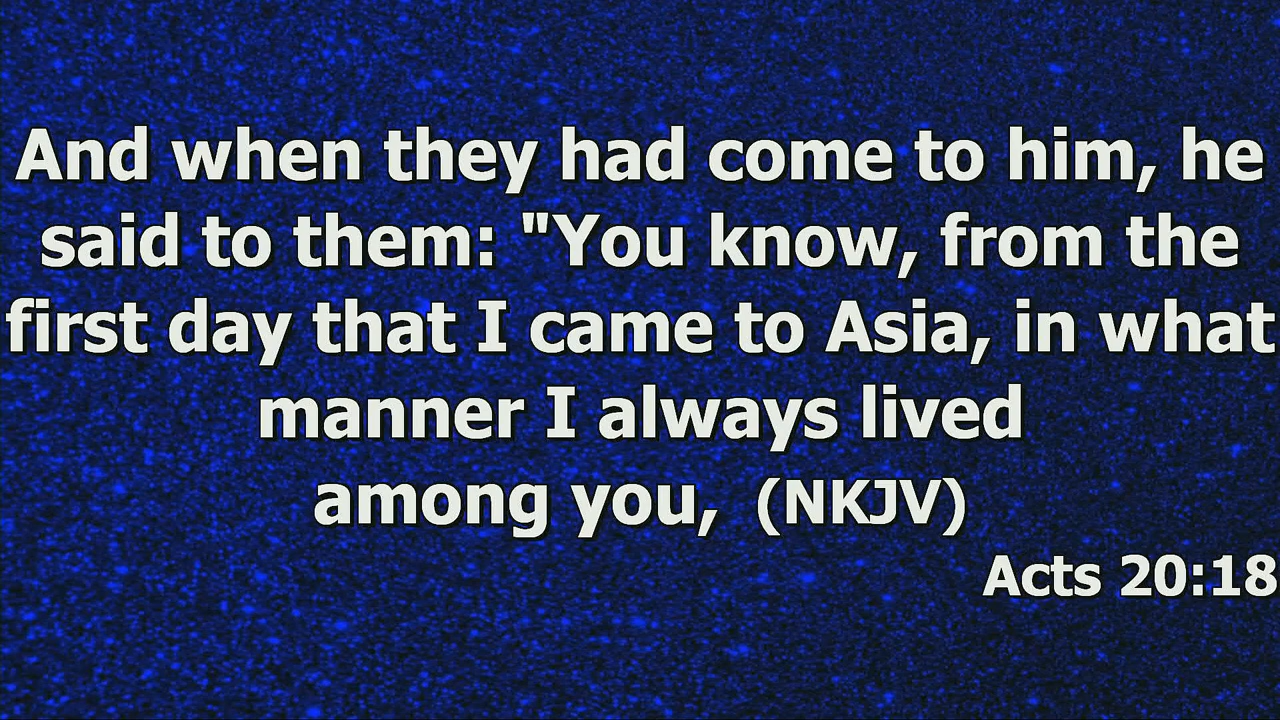 And when they had come to him, he
said to them: "You know, from the
first day that I came to Asia, in what
manner I always lived
among you, (NKJV)
Acts 20:18